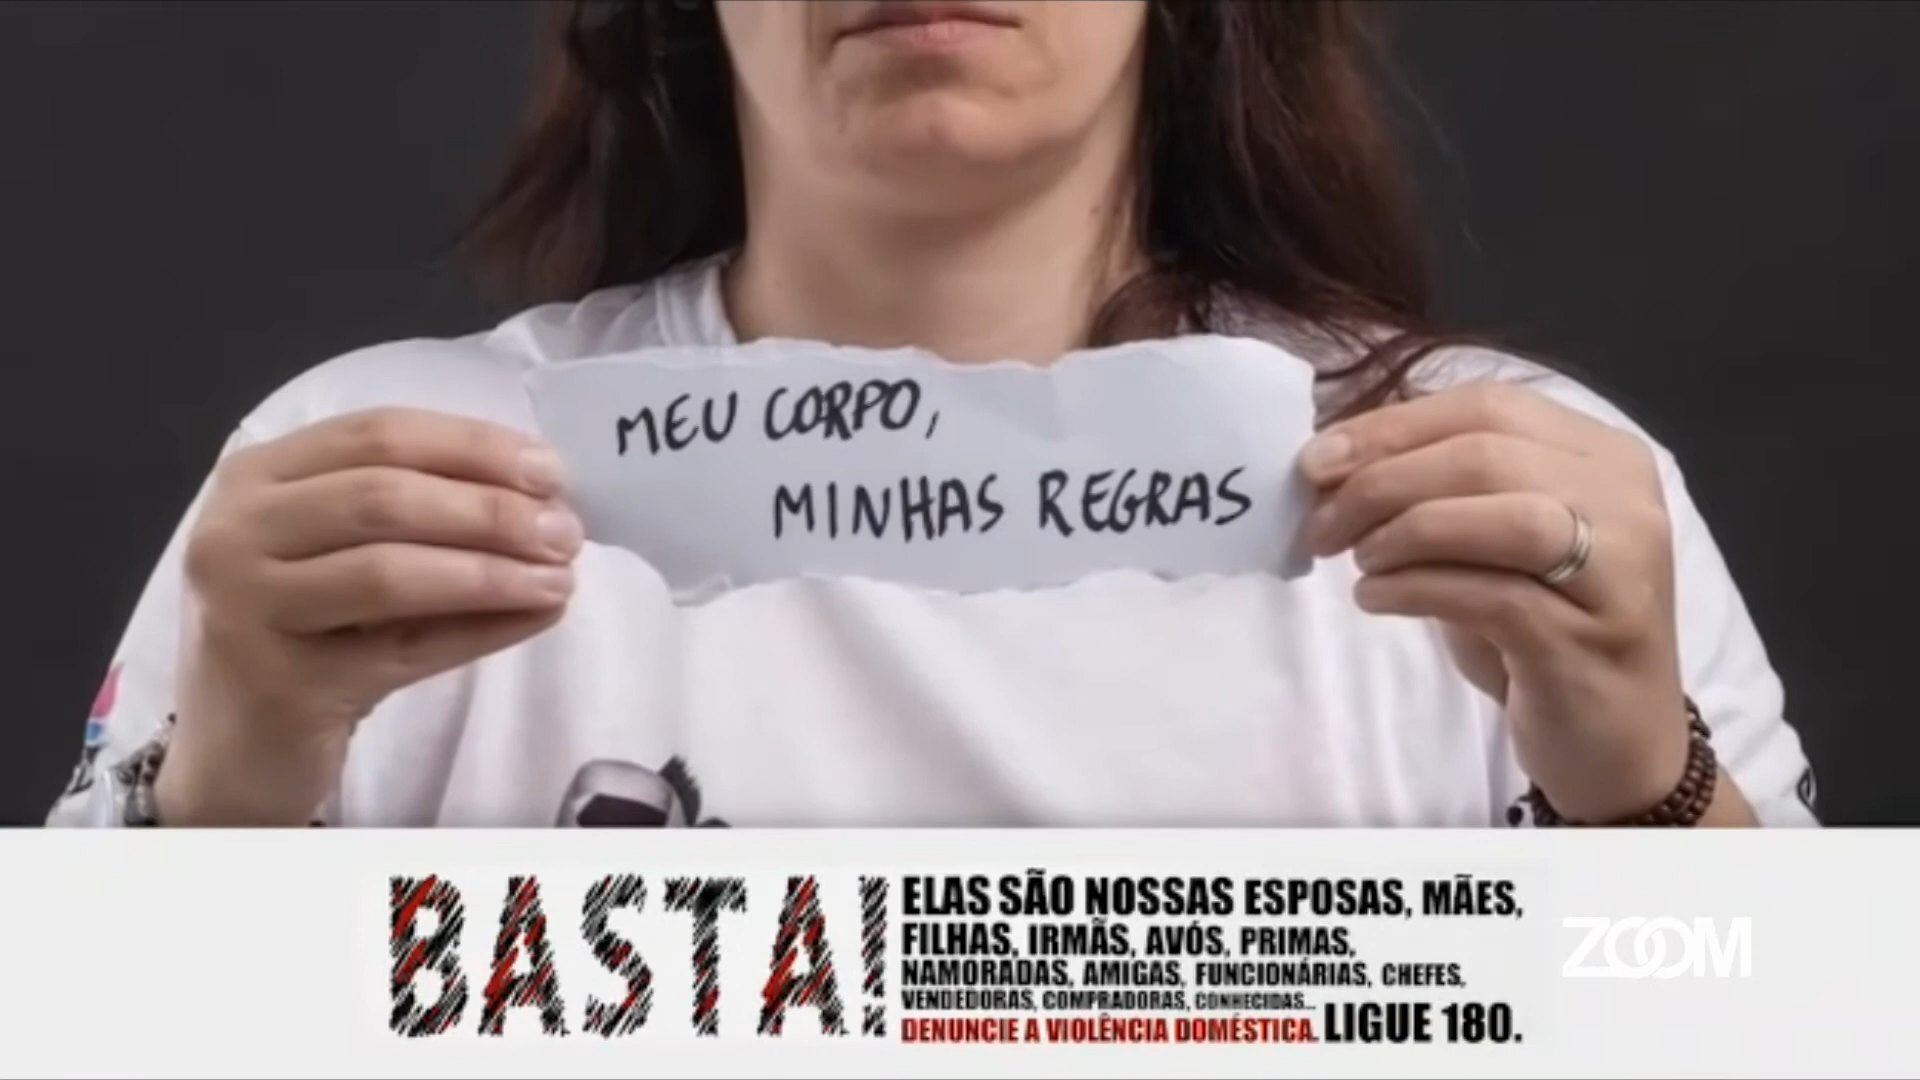 MEU CORPO,
MINHAS REGRAS
BASTA!
ELAS SÃO NOSSAS ESPOSAS, MÃES,
FILHAS, IRMÃS, AVÓS, PRIMAS,
NAMORADAS, AMIGAS, FUNCIONÁRIAS, CHEFES,
VENDEDORAS, COMPRADORAS, CONHECIDAS...
DENUNCIE A VIOLÊNCIA DOMÉSTICA. LIGUE 180.
ZOOM